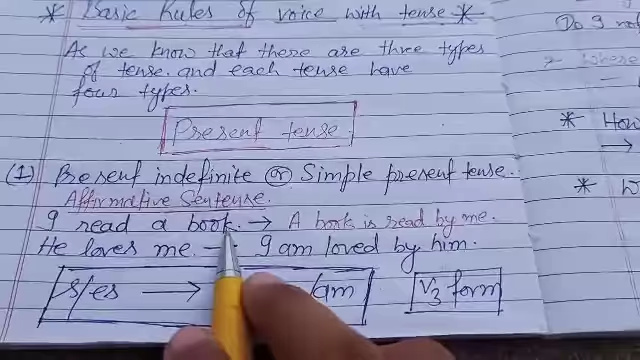 * Basic Rules of voice with tense *
As we know that there are three types
of tense. and each tense have
four types.
Present tense
(1) Present indefinite or Simple present tense.
Affirmative Sentense.
I read a book. → A book is read by me.
He loves me. → I am loved by him.
s/es → /am V3 form
Do I not
Where
* How
→
* W